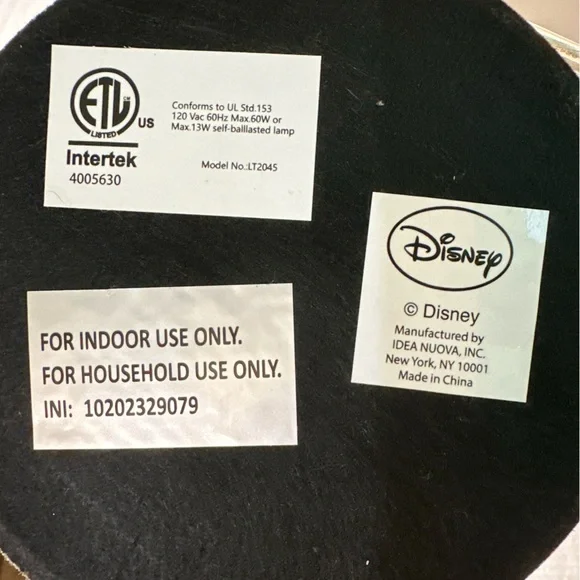 ETL
LISTED
US
Intertek
4005630
Conforms to UL Std.153
120 Vac 60Hz Max.60W or
Max.13W self-balllasted lamp
Model No.:LT2045
Disney
© Disney
Manufactured by
IDEA NUOVA, INC.
New York, NY 10001
Made in China
FOR INDOOR USE ONLY.
FOR HOUSEHOLD USE ONLY.
INI: 10202329079